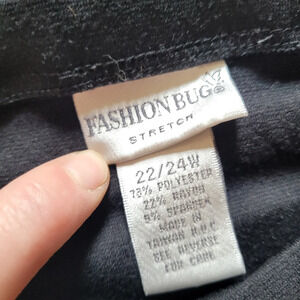 FASHION BUG®
STRETCH
22/24W
73% POLYESTER
22% RAYON
5% SPANDEX
MADE IN
TAIWAN R.O.C
SEE REVERSE
FOR CARE